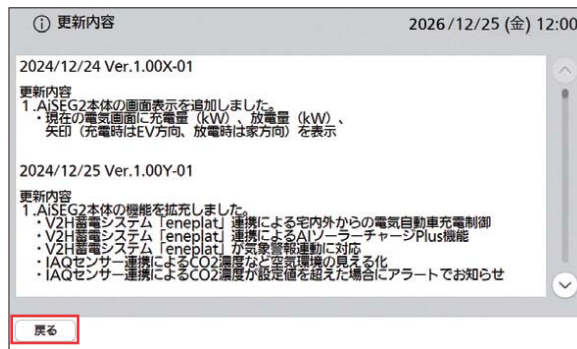 ⓘ 更新内容
2026/12/25 (金) 12:00
2024/12/24 Ver.1.00X-01
更新内容
1.AiSEG2本体の画面表示を追加しました。
・現在の電気画面に充電量（kW）、放電量（kW）、
矢印（充電時はEV方向、放電時は家方向）を表示
2024/12/25 Ver.1.00Y-01
更新内容
1.AiSEG2本体の機能を拡充しました。
・V2H蓄電システム「eneplat」連携による宅内外からの電気自動車充電制御
・V2H蓄電システム「eneplat」連携によるAIソーラーチャージPlus機能
・V2H蓄電システム「eneplat」が気象警報連動に対応
・IAQセンサー連携によるCO2濃度など空気環境の見える化
・IAQセンサー連携によるCO2濃度が設定値を超えた場合にアラートでお知らせ
戻る